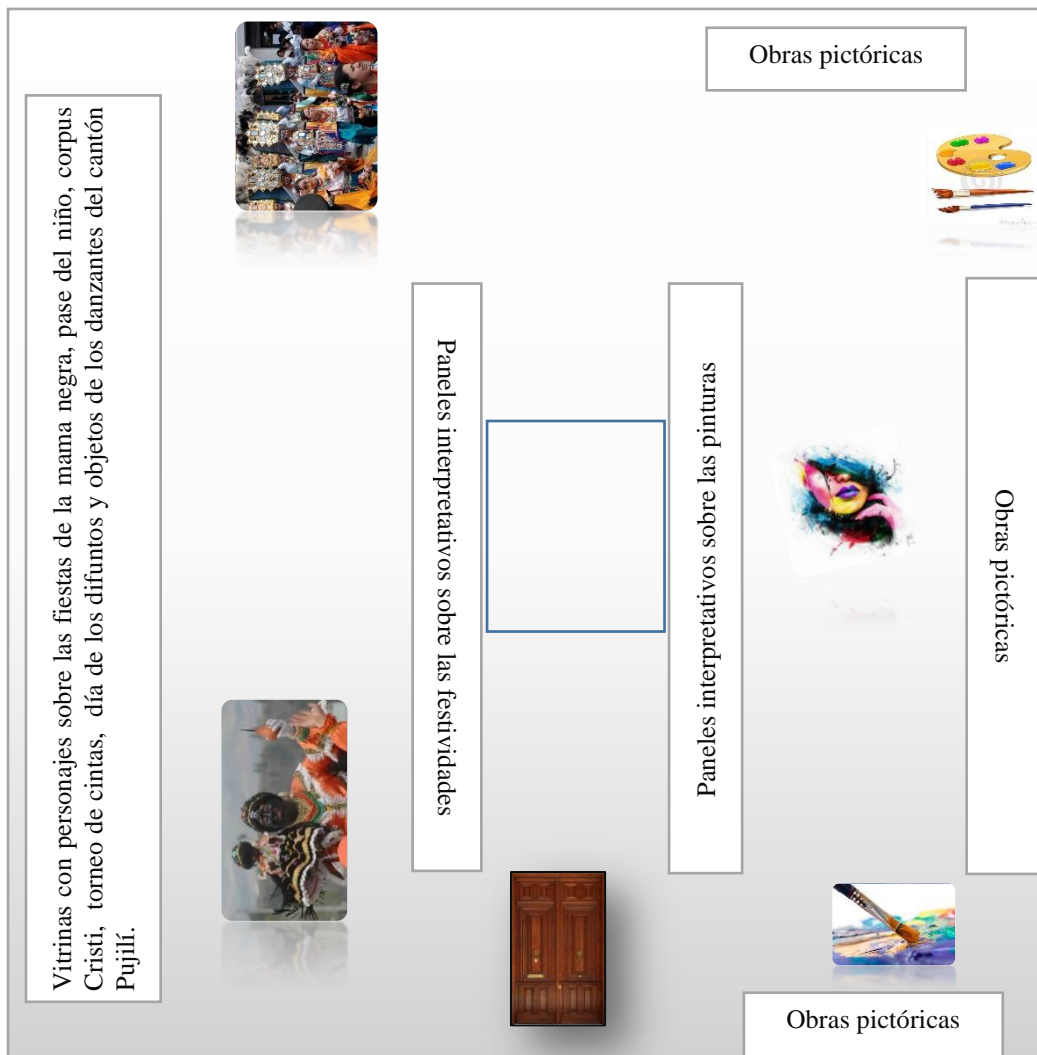 Obras pictóricas
Vitrinas con personajes sobre las fiestas de la mama negra, pase del niño, corpus
Cristi, torneo de cintas, día de los difuntos y objetos de los danzantes del cantón
Pujilí.
Paneles interpretativos sobre las festividades
Paneles interpretativos sobre las pinturas
Obras pictóricas
Obras pictóricas